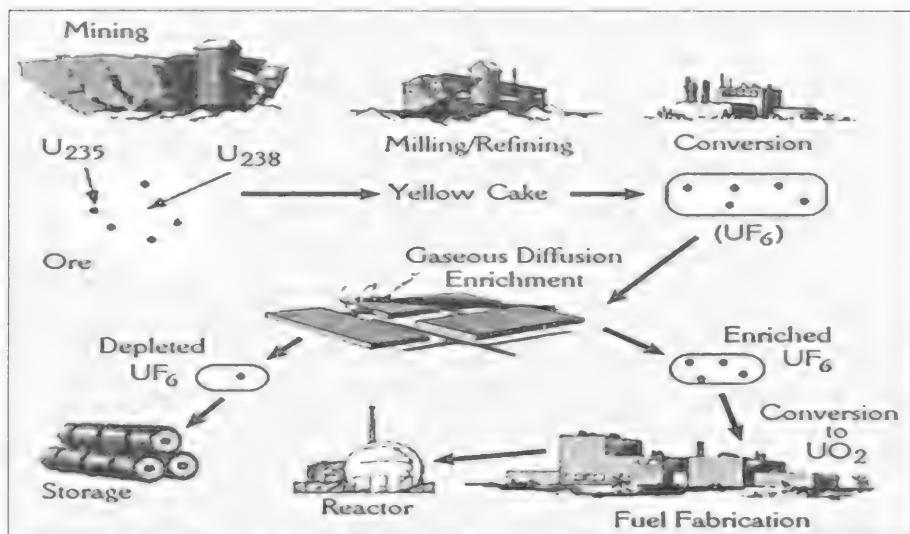 Mining
Milling/Refining
Conversion
U235
U238
Ore
Yellow Cake
(UF6)
Gaseous Diffusion
Enrichment
Depleted
UF6
Enriched
UF6
Conversion
to
UO2
Storage
Reactor
Fuel Fabrication